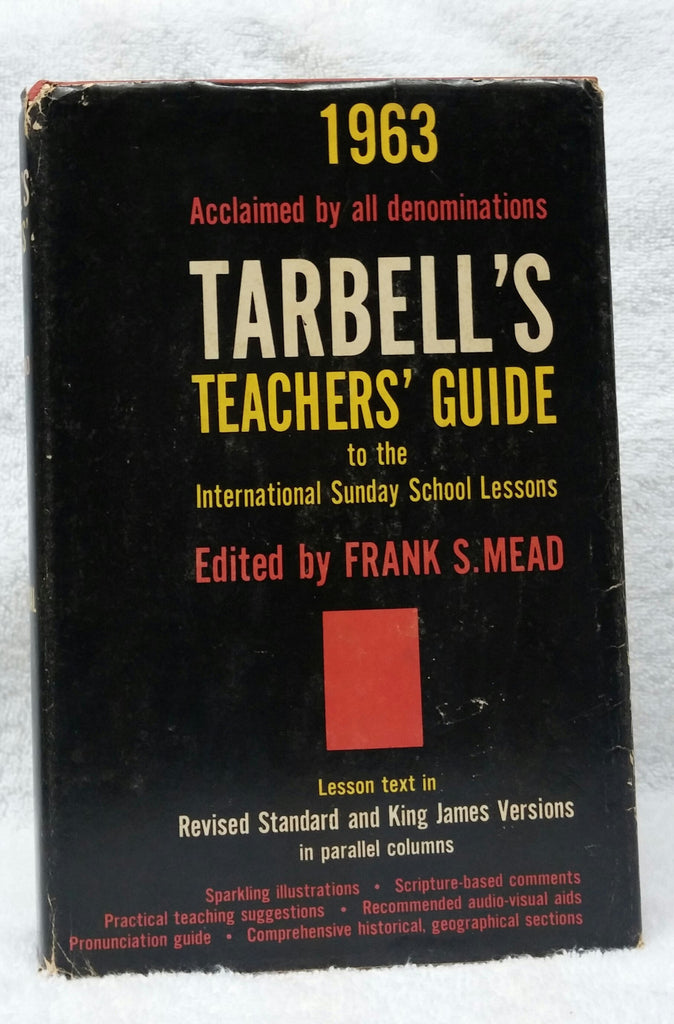 1963
Acclaimed by all denominations
TARBELL'S
TEACHERS' GUIDE
to the
International Sunday School Lessons
Edited by FRANK S. MEAD
Lesson text in
Revised Standard and King James Versions
in parallel columns
Sparkling illustrations • Scripture-based comments
Practical teaching suggestions • Recommended audio-visual aids
Pronunciation guide • Comprehensive historical, geographical sections